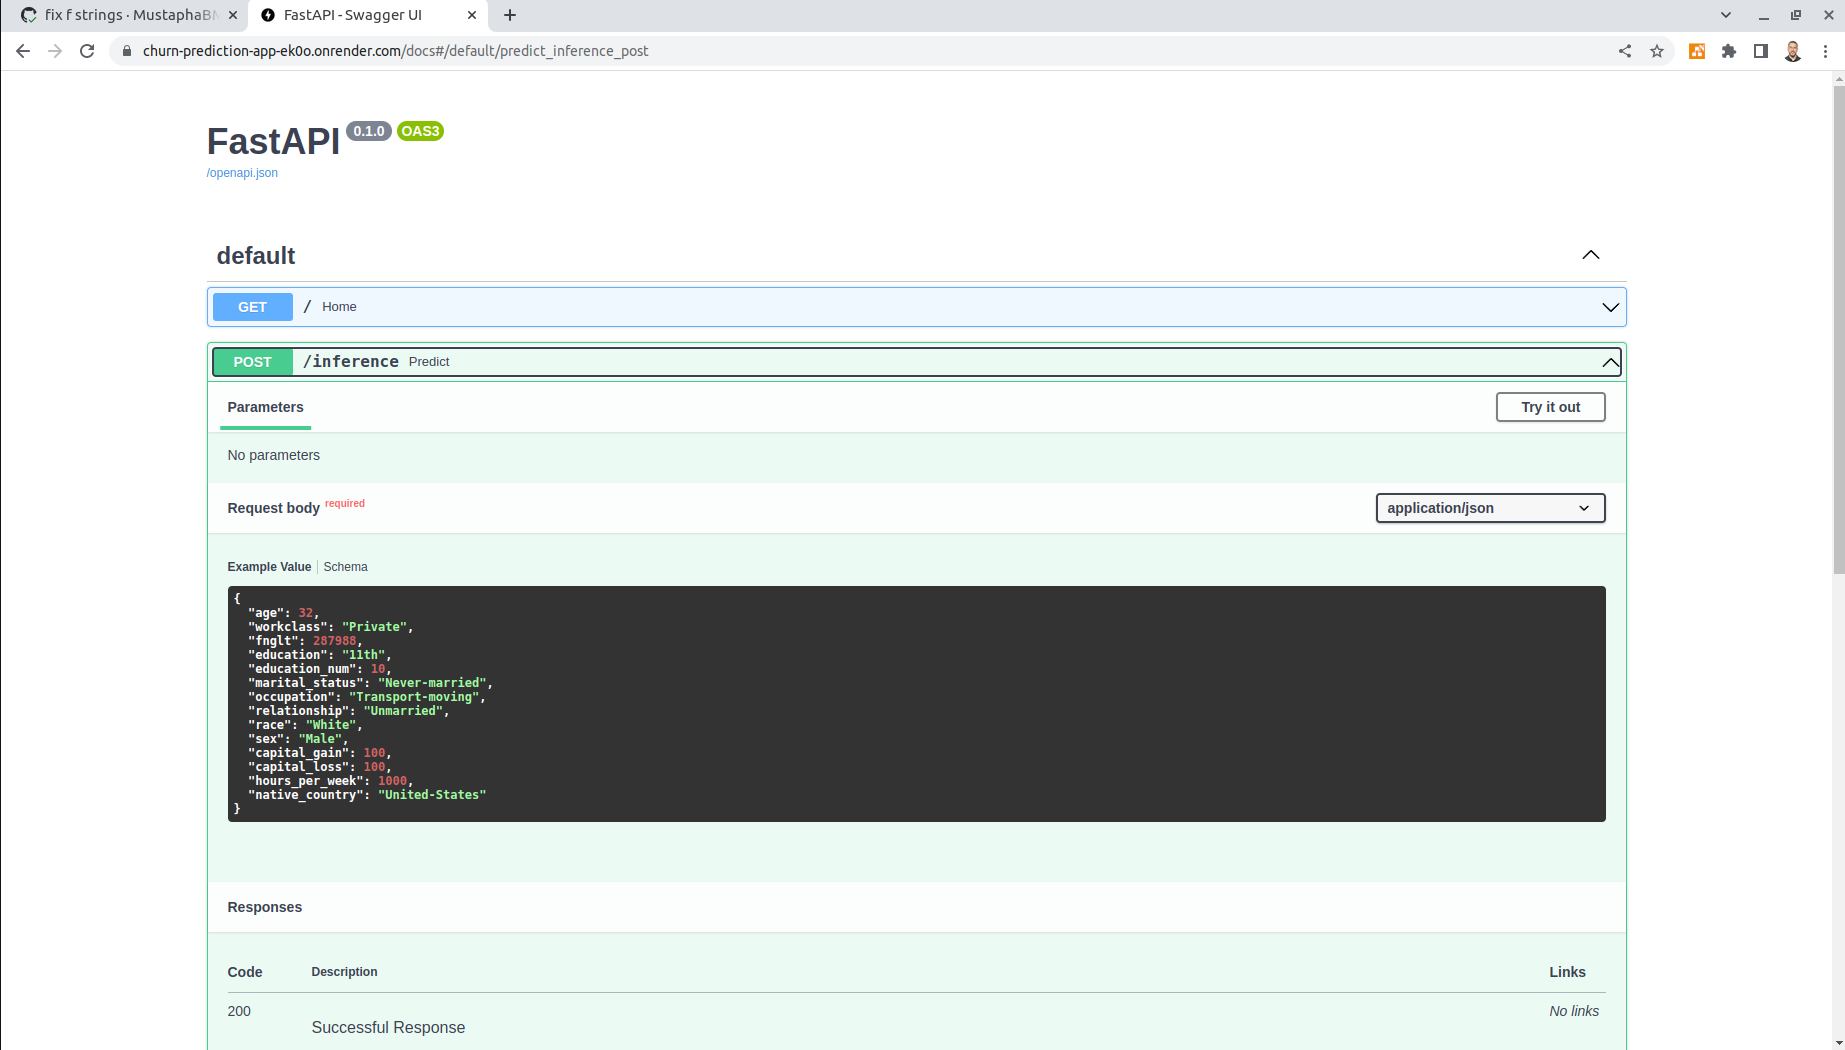 fix f strings · MustaphaBM
FastAPI - Swagger UI
churn-prediction-app-ek0o.onrender.com/docs#/default/predict_inference_post
FastAPI 0.1.0 OAS3
/openapi.json
default
GET / Home
POST /inference Predict
Parameters
Try it out
No parameters
Request body required
application/json
Example Value Schema
{
"age": 32,
"workclass": "Private",
"fnglt": 287988,
"education": "11th",
"education_num": 10,
"marital_status": "Never-married",
"occupation": "Transport-moving",
"relationship": "Unmarried",
"race": "White",
"sex": "Male",
"capital_gain": 100,
"capital_loss": 100,
"hours_per_week": 1000,
"native_country": "United-States"
}
Responses
Code Description Links
200 No links
Successful Response